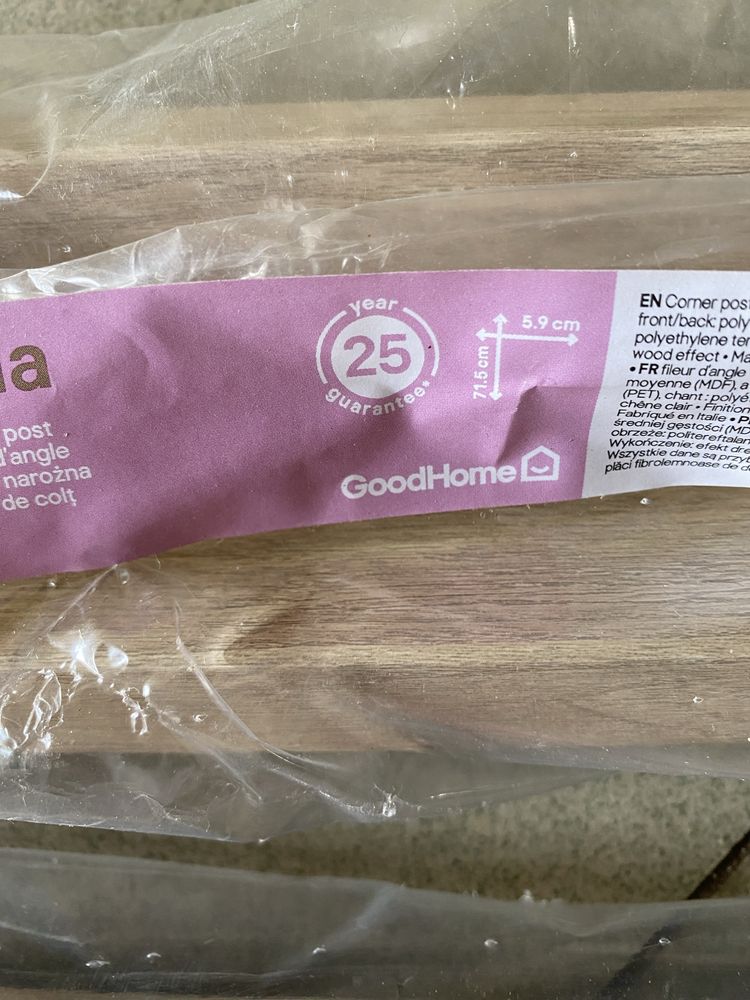 post
d'angle
narożna
de colț
year
25
guarantee*
5.9 cm
71.5 cm
GoodHome
EN Corner post
front/back: poly
polyethylene ter
wood effect • Ma
• FR fileur d'angle
moyenne (MDF), a
(PET), chant : polyé
chêne clair • Finition
Fabriqué en Italie • P
średniej gęstości (MD
obrzeże: politereftalan
Wykończenie: efekt dre
Wszystkie dane są przyb
plăci fibrolemnoase de d